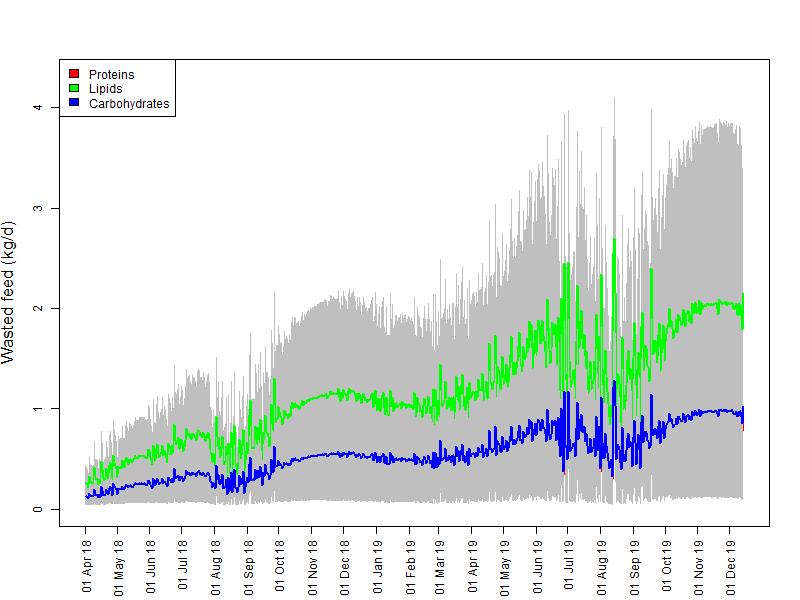 Proteins
Lipids
Carbohydrates
Wasted feed (kg/d)
4
3
2
1
0
01 Apr 18
01 May 18
01 Jun 18
01 Jul 18
01 Aug 18
01 Sep 18
01 Oct 18
01 Nov 18
01 Dec 18
01 Jan 19
01 Feb 19
01 Mar 19
01 Apr 19
01 May 19
01 Jun 19
01 Jul 19
01 Aug 19
01 Sep 19
01 Oct 19
01 Nov 19
01 Dec 19